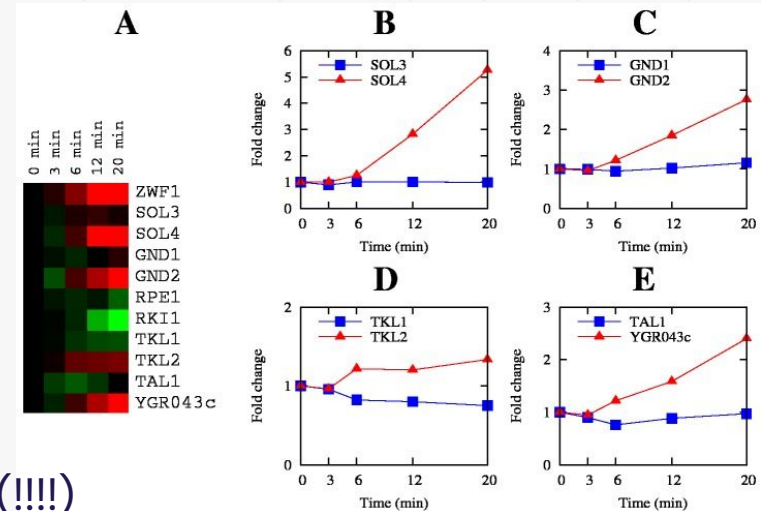 A
0 min
3 min
6 min
12 min
20 min
ZWF1
SOL3
SOL4
GND1
GND2
RPE1
RKI1
TKL1
TKL2
TAL1
YGR043c
B
SOL3
SOL4
Fold change
6
5
4
3
2
1
0
0 3 6 12 20
Time (min)
C
GND1
GND2
Fold change
4
3
2
1
0
0 3 6 12 20
Time (min)
D
TKL1
TKL2
Fold change
2
1
0
0 3 6 12 20
Time (min)
E
TAL1
YGR043c
Fold change
3
2
1
0
0 3 6 12 20
Time (min)
(!!!!)